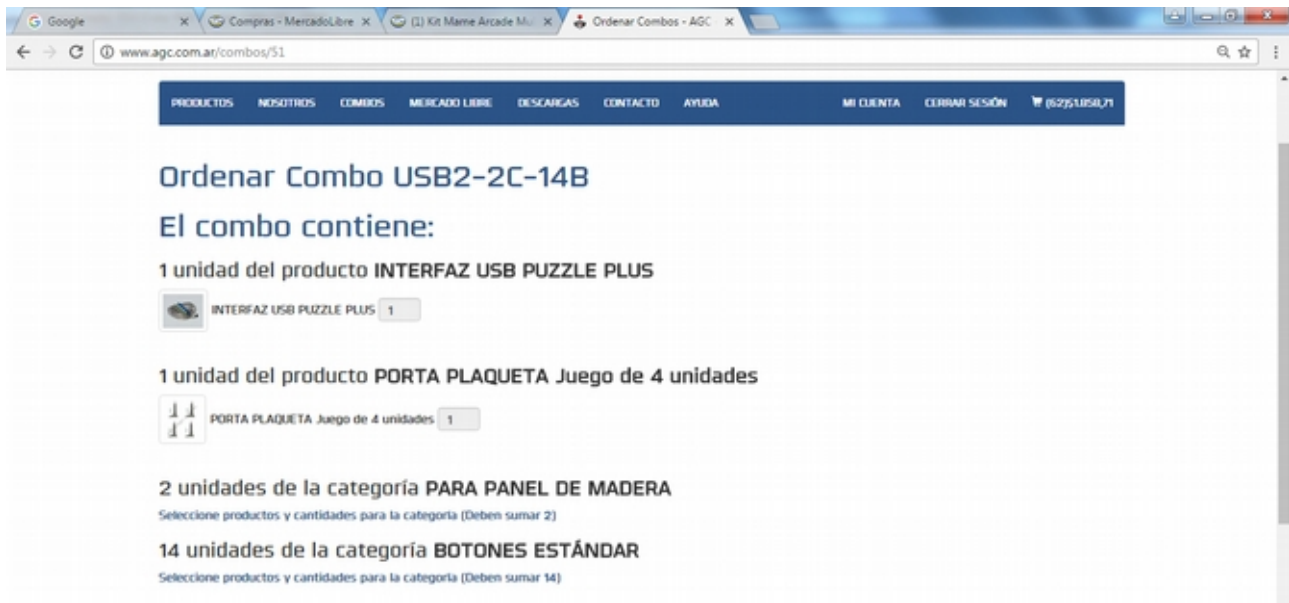 Google
Compras - MercadoLibre
(1) Kit Mame Arcade Mu
Ordenar Combos - AGC
www.agc.com.ar/combos/51
PRODUCTOS NOSOTROS COMBOS MERCADO LIBRE DESCARGAS CONTACTO AYUDA MI CUENTA CERRAR SESIÓN (62)$1.050,71
Ordenar Combo USB2-2C-14B
El combo contiene:
1 unidad del producto INTERFAZ USB PUZZLE PLUS
INTERFAZ USB PUZZLE PLUS 1
1 unidad del producto PORTA PLAQUETA Juego de 4 unidades
PORTA PLAQUETA Juego de 4 unidades 1
2 unidades de la categoría PARA PANEL DE MADERA
Seleccione productos y cantidades para la categoría (Deben sumar 2)
14 unidades de la categoría BOTONES ESTÁNDAR
Seleccione productos y cantidades para la categoría (Deben sumar 14)